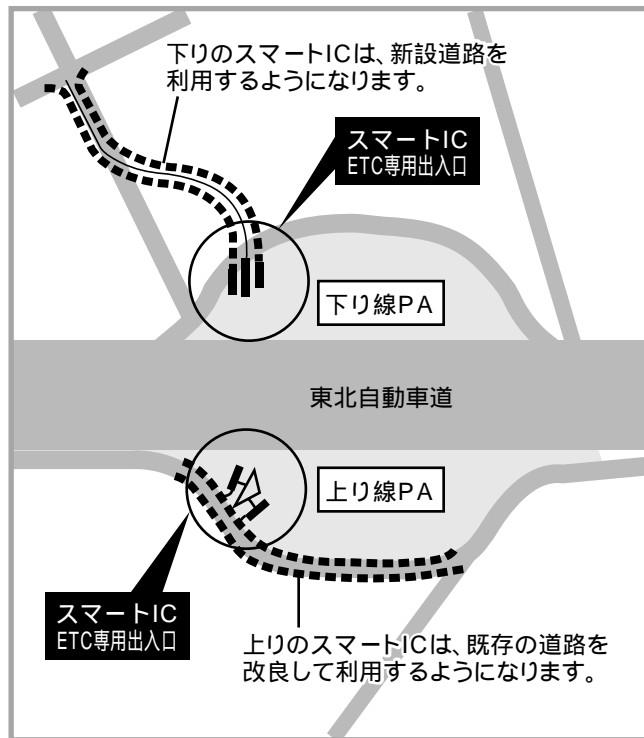 下りのスマートICは、新設道路を
利用するようになります。
スマートIC
ETC専用出入口
下り線PA
東北自動車道
上り線PA
スマートIC
ETC専用出入口
上りのスマートICは、既存の道路を
改良して利用するようになります。